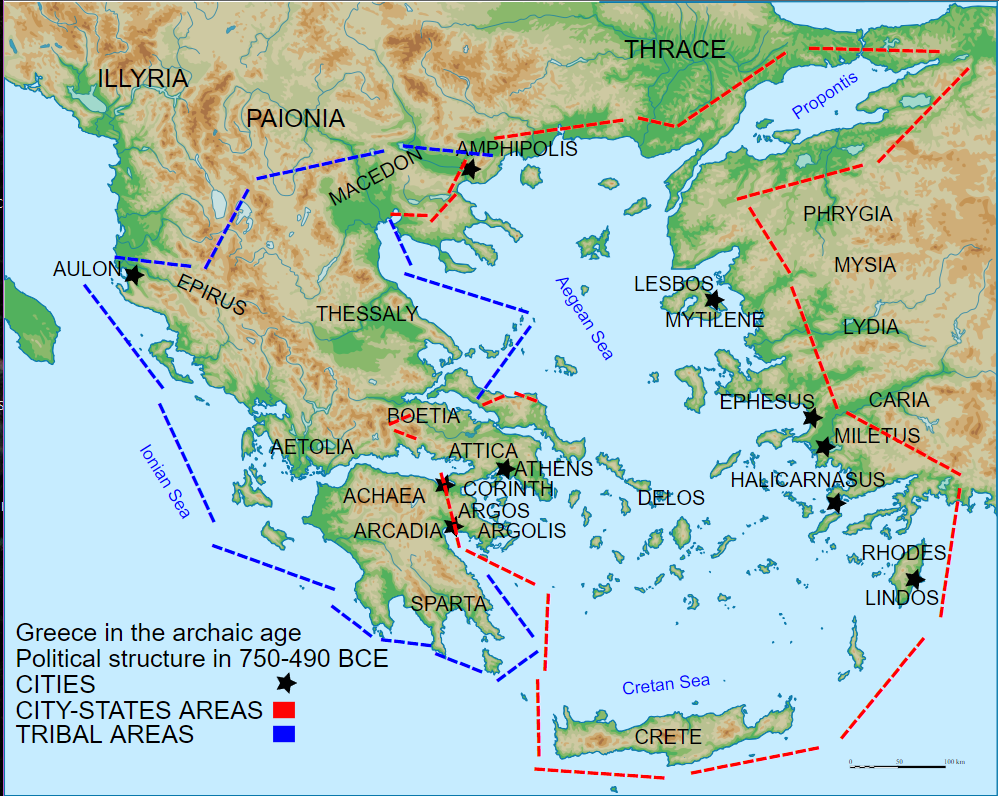 THRACE
ILLYRIA
Propontis
PAIONIA
AMPHIPOLIS
MACEDON
PHRYGIA
AULON
EPIRUS
MYSIA
LESBOS
Aegean Sea
THESSALY
MYTILENE
LYDIA
EPHESUS
CARIA
BOETIA
MILETUS
AETOLIA
ATTICA
ATHENS
Ionian Sea
HALICARNASUS
CORINTH
ACHAEA
DELOS
ARGOS
ARCADIA
ARGOLIS
RHODES
LINDOS
SPARTA
Cretan Sea
CRETE
Greece in the archaic age
Political structure in 750-490 BCE
CITIES
CITY-STATES AREAS
TRIBAL AREAS
0 50 100 km